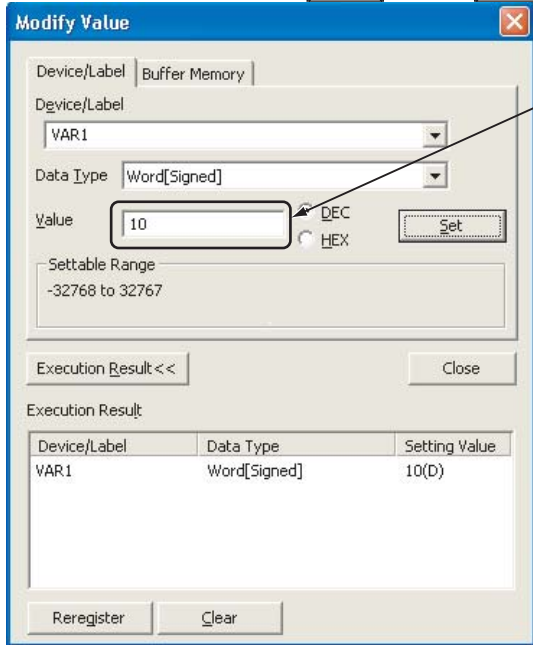 Modify Value
Device/Label Buffer Memory
Device/Label
VAR1
Data Type Word[Signed]
Value 10 DEC
HEX
Set
Settable Range
-32768 to 32767
Execution Result<< Close
Execution Result
Device/Label Data Type Setting Value
VAR1 Word[Signed] 10(D)
Reregister Clear